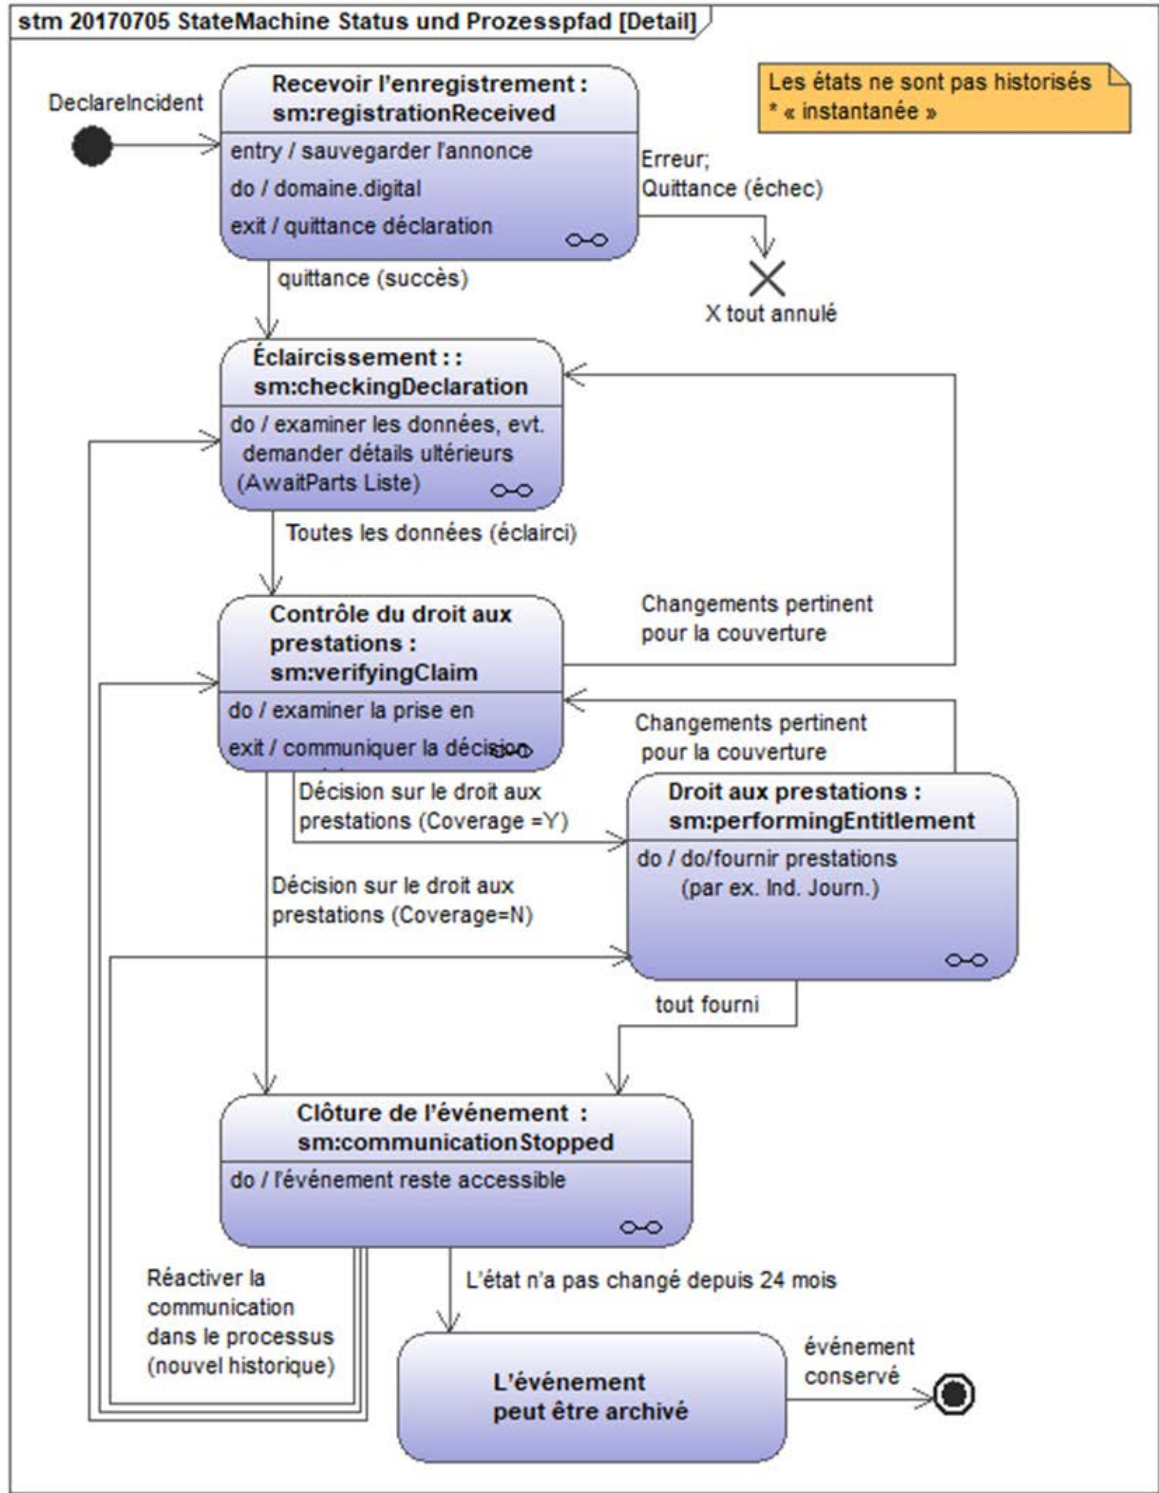 stm 20170705 StateMachine Status und Prozesspfad [Detail]
DeclareIncident
Recevoir l'enregistrement :
sm:registrationReceived
entry / sauvegarder l'annonce
do / domaine.digital
exit / quittance déclaration
Les états ne sont pas historisés
* « instantanée »
Erreur;
Quittance (échec)
X tout annulé
quittance (succès)
Éclaircissement : :
sm:checkingDeclaration
do / examiner les données, evt.
demander détails ultérieurs
(AwaitParts Liste)
Toutes les données (éclairci)
Changements pertinent
pour la couverture
Contrôle du droit aux
prestations :
sm:verifyingClaim
do / examiner la prise en
exit / communiquer la décision
Changements pertinent
pour la couverture
Décision sur le droit aux
prestations (Coverage =Y)
Droit aux prestations :
sm:performingEntitlement
do / do/fournir prestations
(par ex. Ind. Journ.)
Décision sur le droit aux
prestations (Coverage=N)
tout fourni
Clôture de l'événement :
sm:communicationStopped
do / l'événement reste accessible
Réactiver la
communication
dans le processus
(nouvel historique)
L'état n'a pas changé depuis 24 mois
L'événement
peut être archivé
événement
conservé